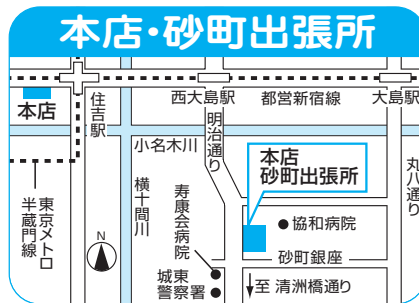 本店・砂町出張所
本店
住吉駅
西大島駅
都営新宿線
大島駅
明治通り
小名木川
横十間川
本店
砂町出張所
丸八通り
東京メトロ
半蔵門線
N
寿康会病院
協和病院
砂町銀座
城東
警察署
至 清洲橋通り